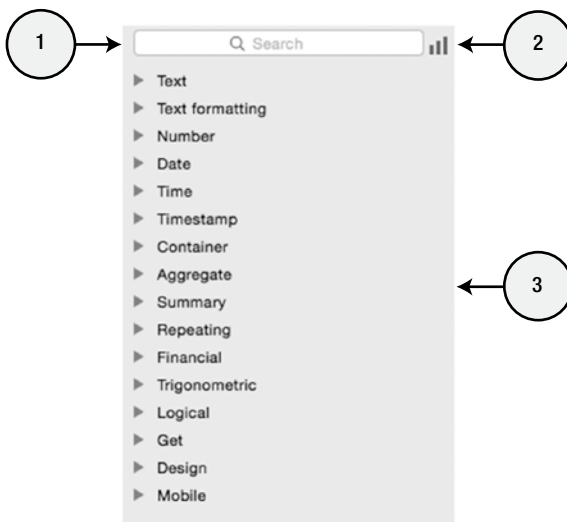 1
Search
2
Text
Text formatting
Number
Date
Time
Timestamp
Container
Aggregate
Summary
Repeating
Financial
Trigonometric
Logical
Get
Design
Mobile
3